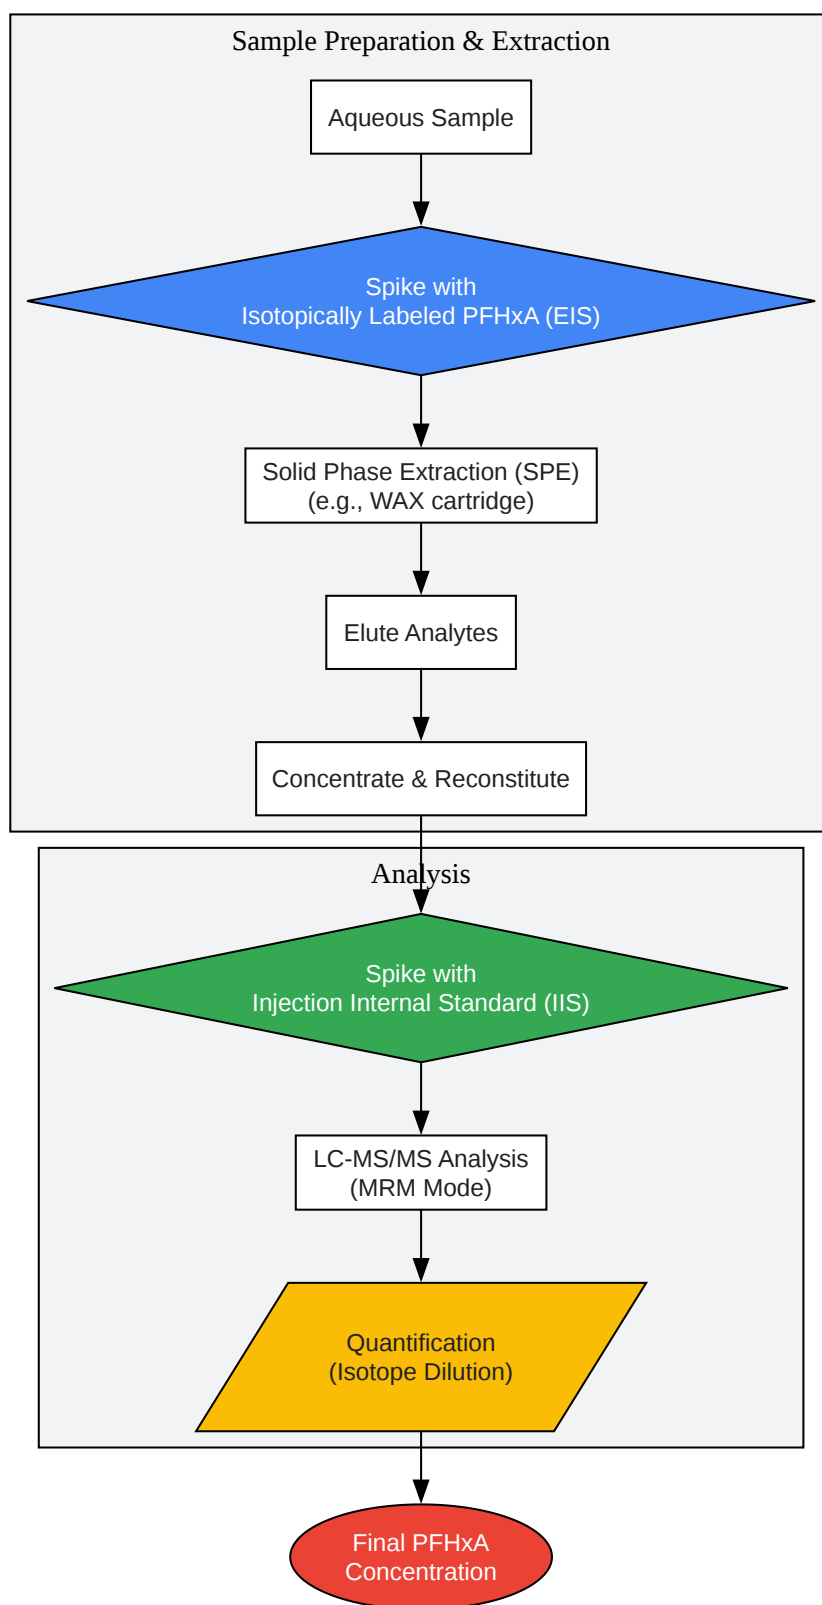 Sample Preparation & Extraction
Aqueous Sample
Spike with
Isotopically Labeled PFHxA (EIS)
Solid Phase Extraction (SPE)
(e.g., WAX cartridge)
Elute Analytes
Concentrate & Reconstitute
Analysis
Spike with
Injection Internal Standard (IIS)
LC-MS/MS Analysis
(MRM Mode)
Quantification
(Isotope Dilution)
Final PFHxA
Concentration